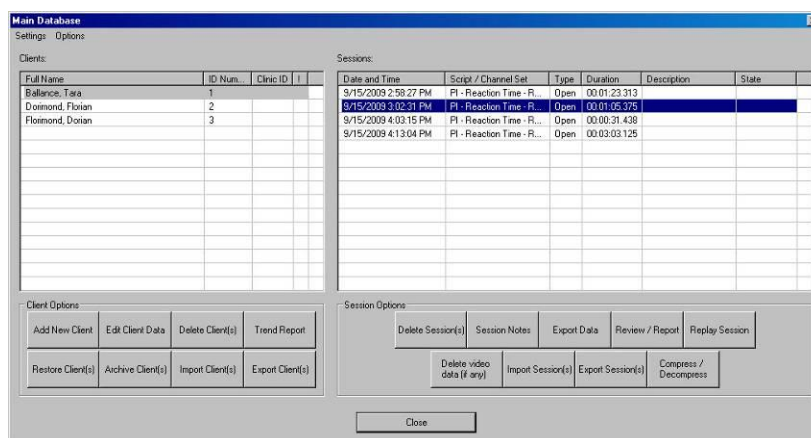 Main Database
Settings Options
Clients:
Full Name ID Num... Clinic ID !
Ballance, Tara 1
Dorimond, Florian 2
Florimond, Dorian 3
Sessions:
Date and Time Script / Channel Set Type Duration Description State
9/15/2009 2:58:27 PM PI - Reaction Time - R... Open 00:01:23.313
9/15/2009 3:02:31 PM PI - Reaction Time - R... Open 00:01:05.375
9/15/2009 4:03:15 PM PI - Reaction Time - R... Open 00:00:31.438
9/15/2009 4:13:04 PM PI - Reaction Time - R... Open 00:03:03.125
Client Options
Add New Client Edit Client Data Delete Client(s) Trend Report
Restore Client(s) Archive Client(s) Import Client(s) Export Client(s)
Session Options
Delete Session(s) Session Notes Export Data Review / Report Replay Session
Delete video
data (if any) Import Session(s) Export Session(s) Compress /
Decompress
Close